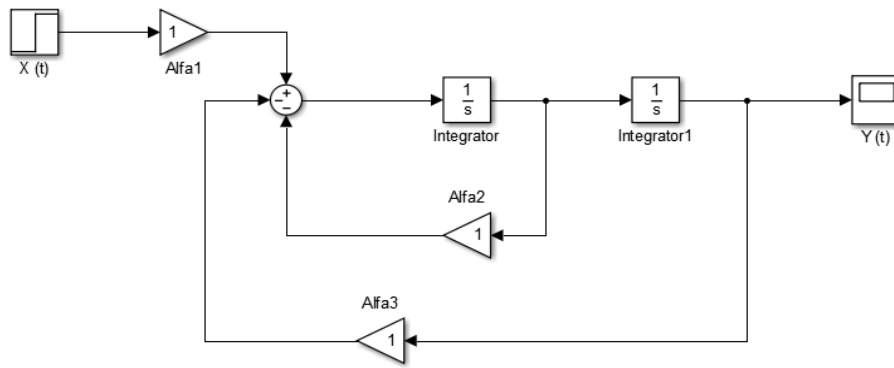 X (t)
1
Alfa1
1
s
Integrator
1
s
Integrator1
Y (t)
Alfa2
1
Alfa3
1